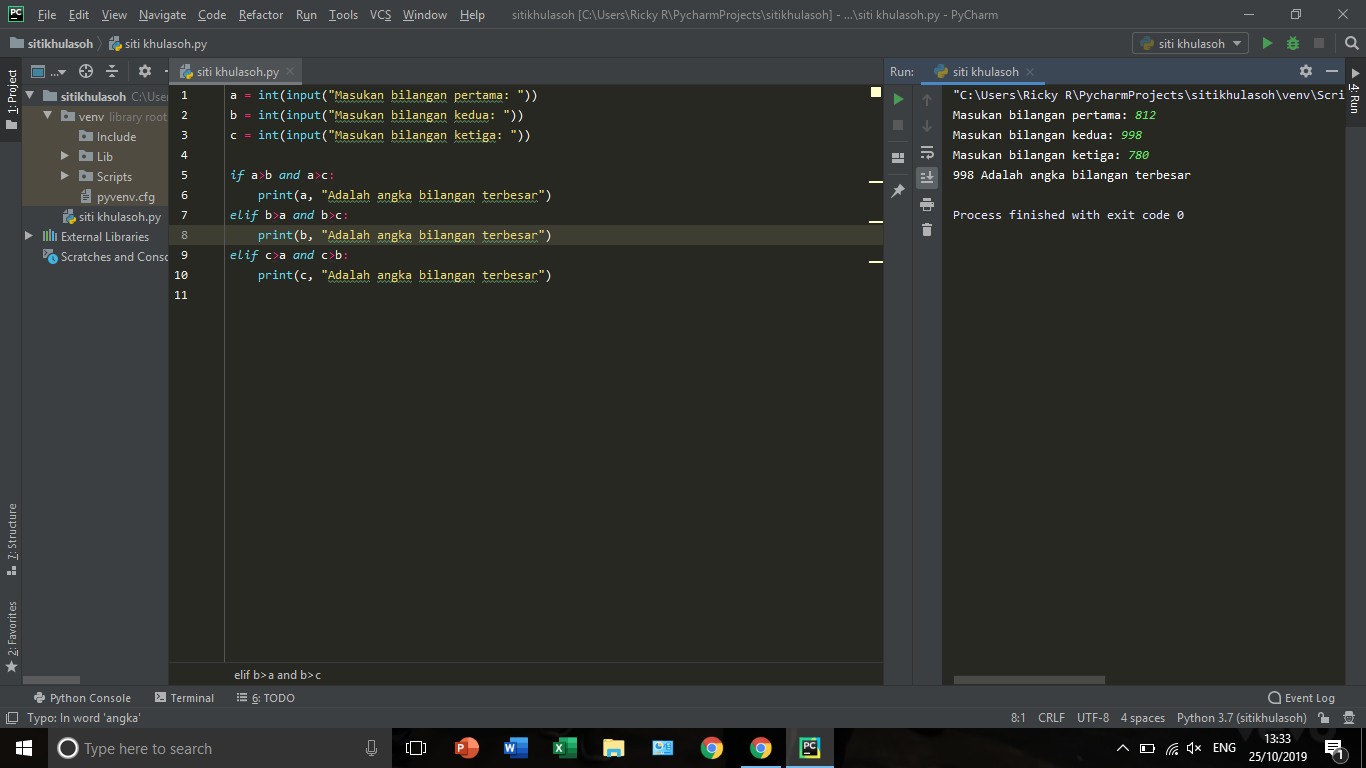 File Edit View Navigate Code Refactor Run Tools VCS Window Help sitikhulasoh [C:\Users\Ricky R\PycharmProjects\sitikhulasoh] - ...\siti khulasoh.py - PyCharm
sitikhulasoh siti khulasoh.py siti khulasoh
1: Project
siti khulasoh.py
sitikhulasoh C:\User
venv library root
Include
Lib
Scripts
pyvenv.cfg
siti khulasoh.py
External Libraries
Scratches and Conso
1 a = int(input("Masukan bilangan pertama: "))
2 b = int(input("Masukan bilangan kedua: "))
3 c = int(input("Masukan bilangan ketiga: "))
4
5 if a>b and a>c:
6 print(a, "Adalah angka bilangan terbesar")
7 elif b>a and b>c:
8 print(b, "Adalah angka bilangan terbesar")
9 elif c>a and c>b:
10 print(c, "Adalah angka bilangan terbesar")
11
elif b>a and b>c
Run: siti khulasoh
"C:\Users\Ricky R\PycharmProjects\sitikhulasoh\venv\Scri
Masukan bilangan pertama: 812
Masukan bilangan kedua: 998
Masukan bilangan ketiga: 780
998 Adalah angka bilangan terbesar
Process finished with exit code 0
4: Run
7: Structure
2: Favorites
Python Console Terminal 6: TODO Event Log
Typo: In word 'angka' 8:1 CRLF UTF-8 4 spaces Python 3.7 (sitikhulasoh)
Type here to search
ENG
13:33
25/10/2019
1